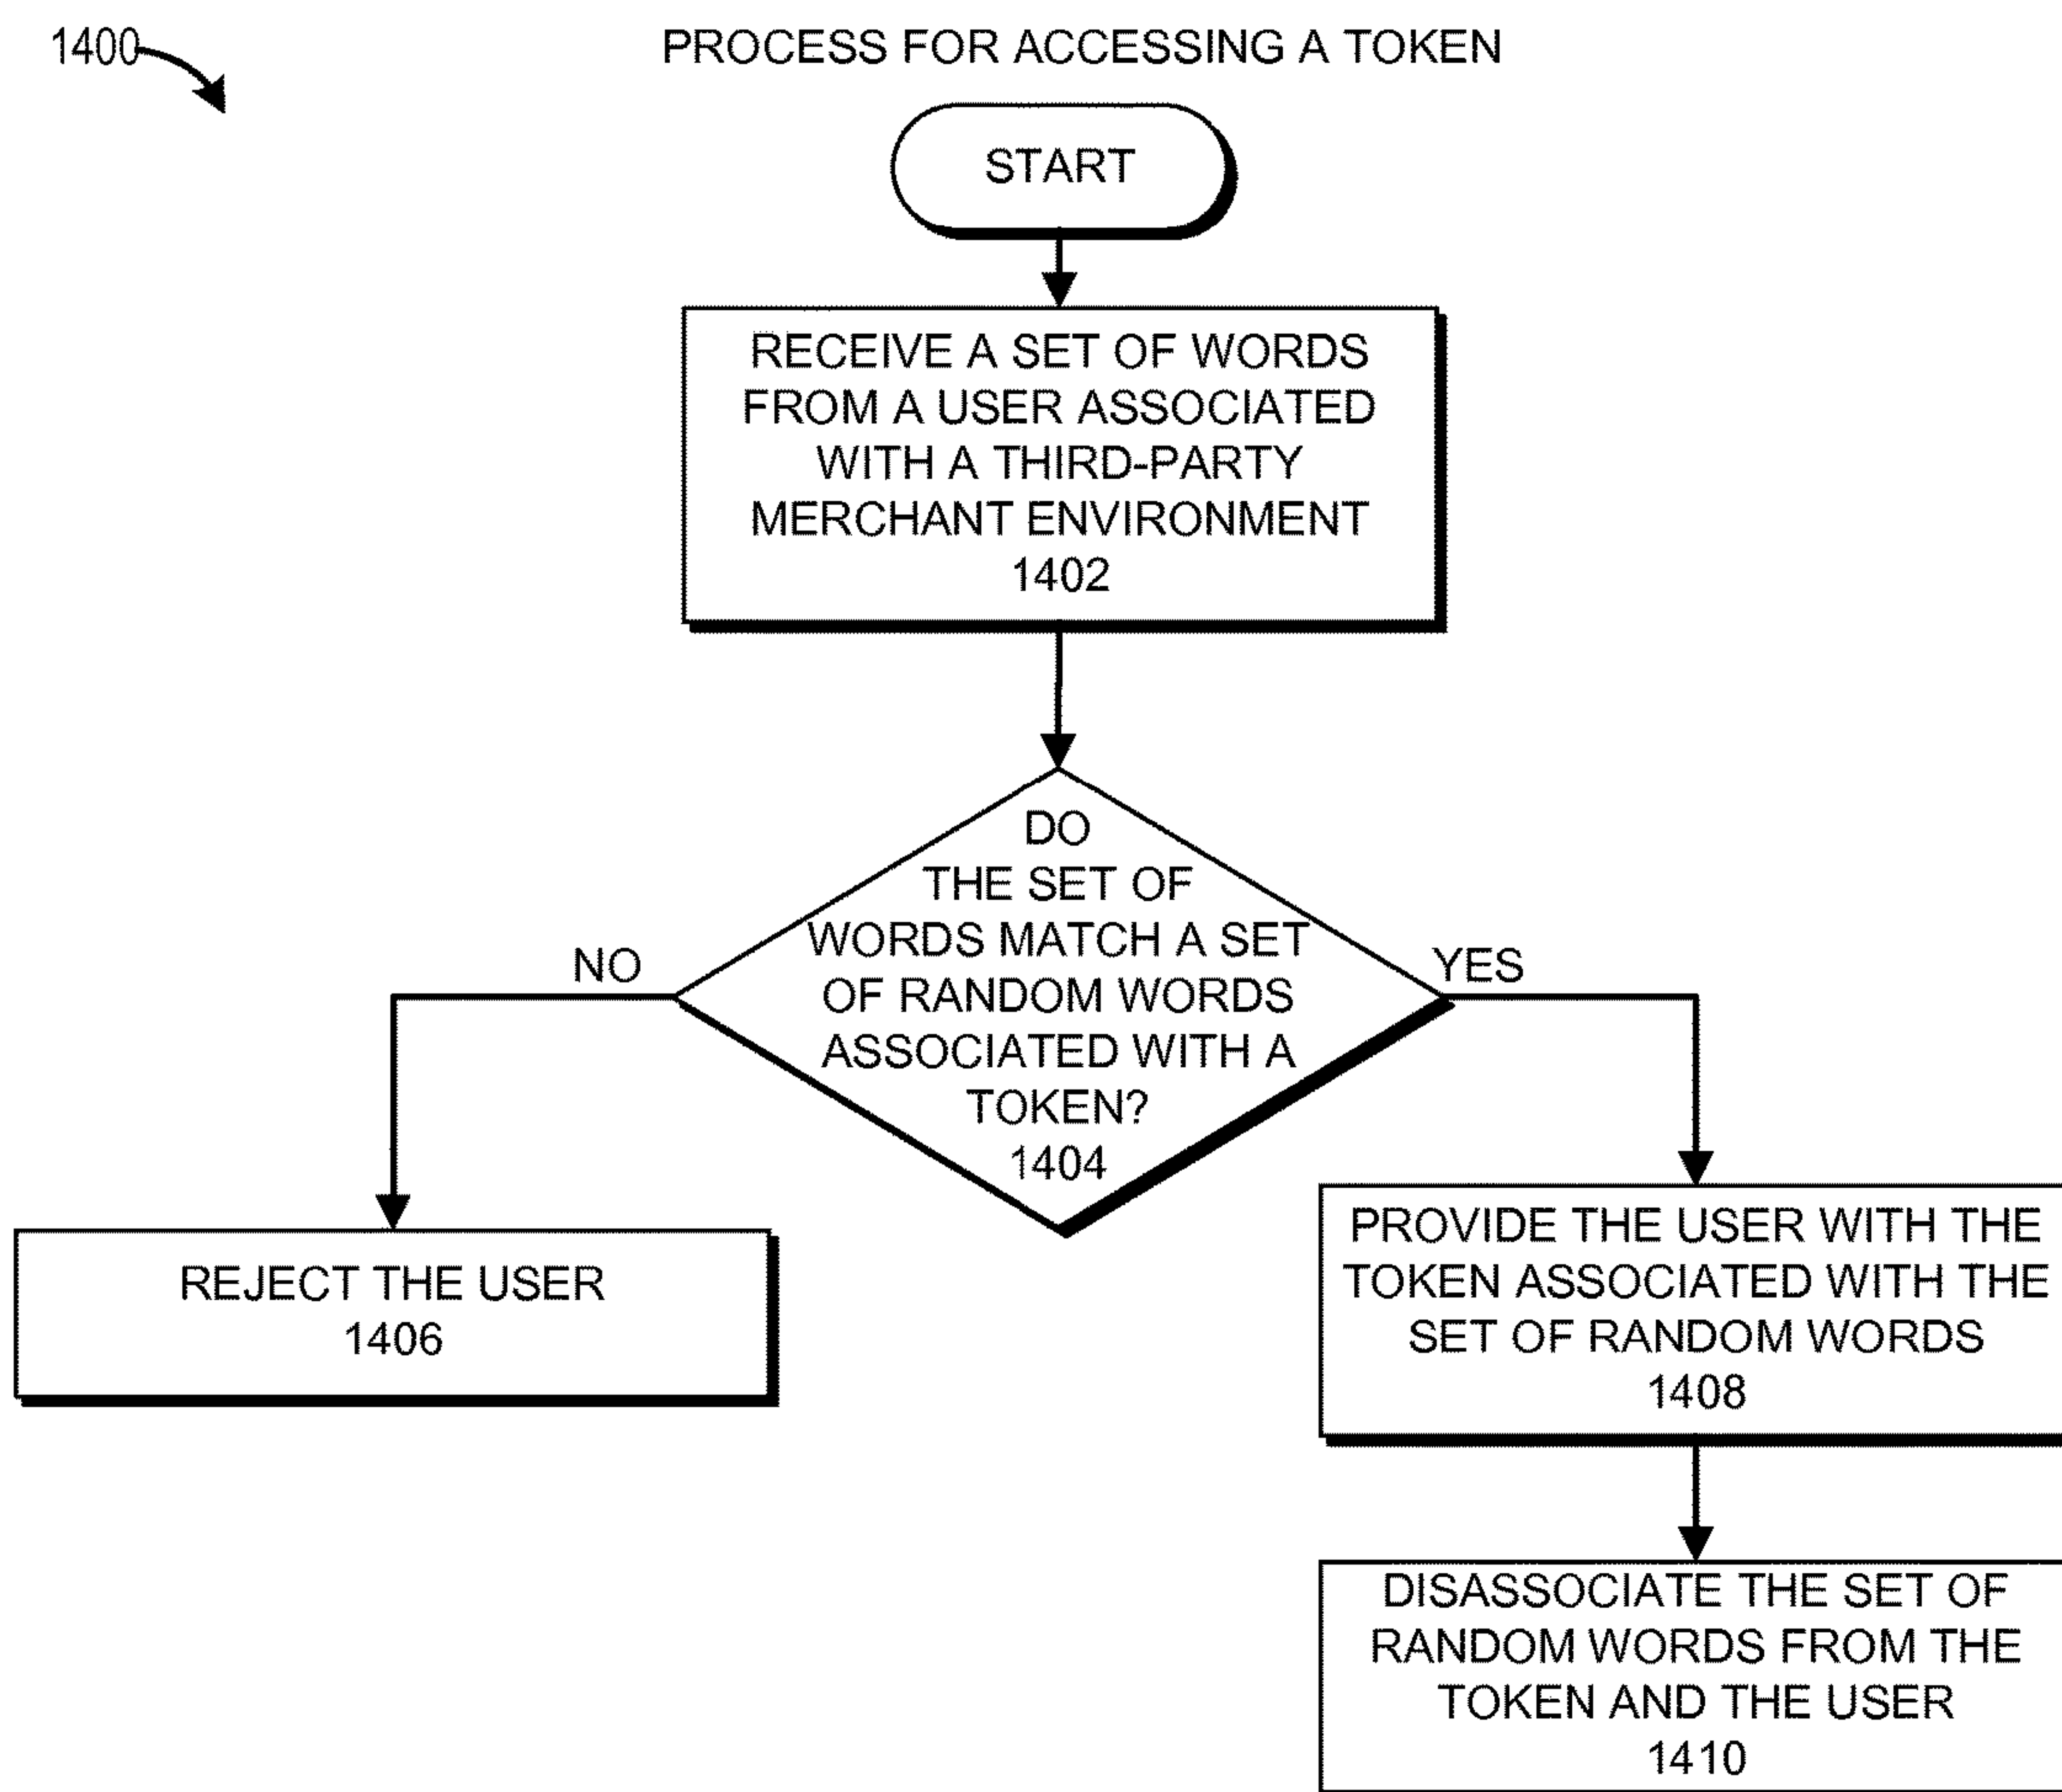 1400
PROCESS FOR ACCESSING A TOKEN
START
RECEIVE A SET OF WORDS
FROM A USER ASSOCIATED
WITH A THIRD-PARTY
MERCHANT ENVIRONMENT
1402
DO
THE SET OF
WORDS MATCH A SET
OF RANDOM WORDS
ASSOCIATED WITH A
TOKEN?
1404
NO
YES
REJECT THE USER
1406
PROVIDE THE USER WITH THE
TOKEN ASSOCIATED WITH THE
SET OF RANDOM WORDS
1408
DISASSOCIATE THE SET OF
RANDOM WORDS FROM THE
TOKEN AND THE USER
1410